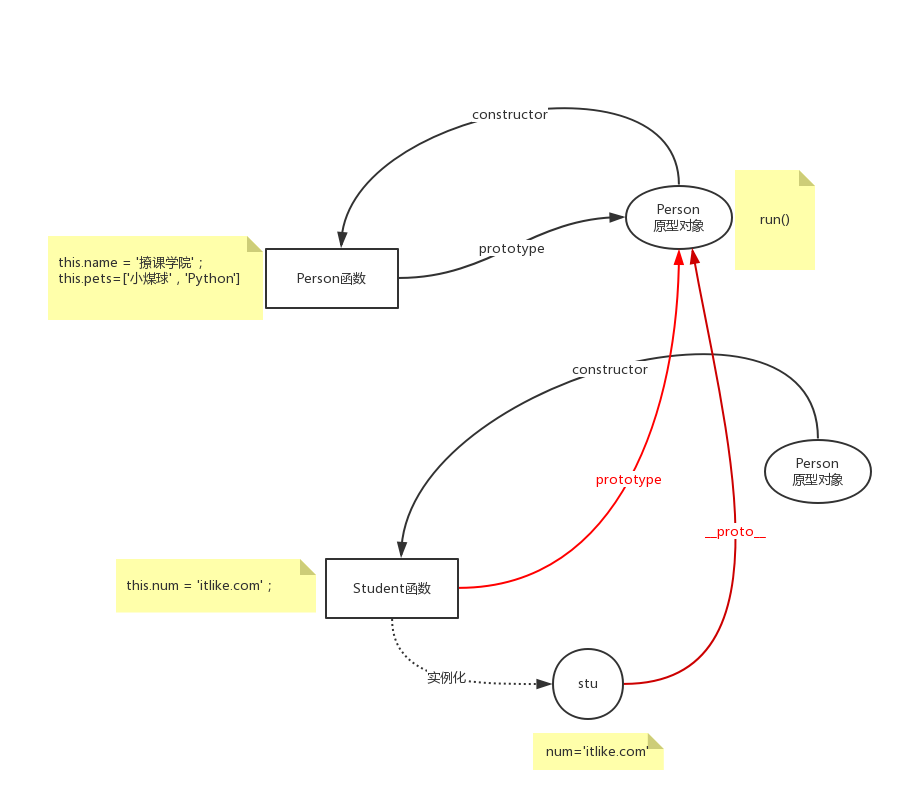 constructor
Person
原型对象
run()
prototype
this.name = '撩课学院' ;
this.pets=['小煤球' , 'Python']
Person函数
constructor
Person
原型对象
prototype
__proto__
this.num = 'itlike.com' ;
Student函数
实例化
stu
num='itlike.com'